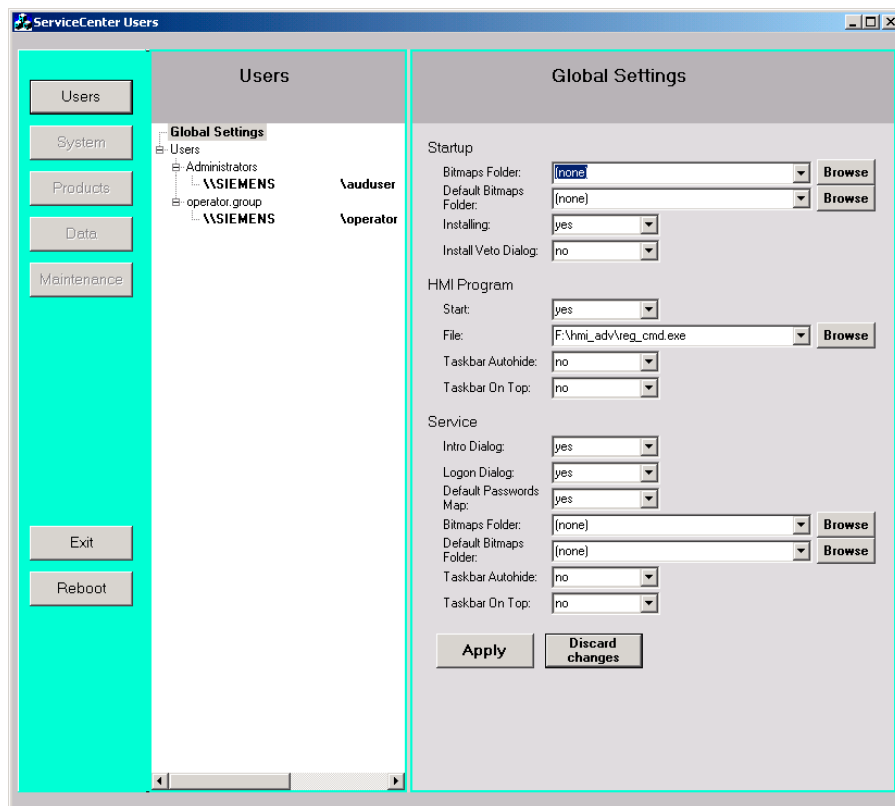 ServiceCenter Users
Users
System
Products
Data
Maintenance
Exit
Reboot
Users
Global Settings
Users
Administrators
\\SIEMENS \auduser
operator.group
\\SIEMENS \operator
Global Settings
Startup
Bitmaps Folder: (none) Browse
Default Bitmaps
Folder: (none) Browse
Installing: yes
Install Veto Dialog: no
HMI Program
Start: yes
File: F:\hmi_adv\reg_cmd.exe Browse
Taskbar Autohide: no
Taskbar On Top: no
Service
Intro Dialog: yes
Logon Dialog: yes
Default Passwords
Map: yes
Bitmaps Folder: (none) Browse
Default Bitmaps
Folder: (none) Browse
Taskbar Autohide: no
Taskbar On Top: no
Apply
Discard
changes